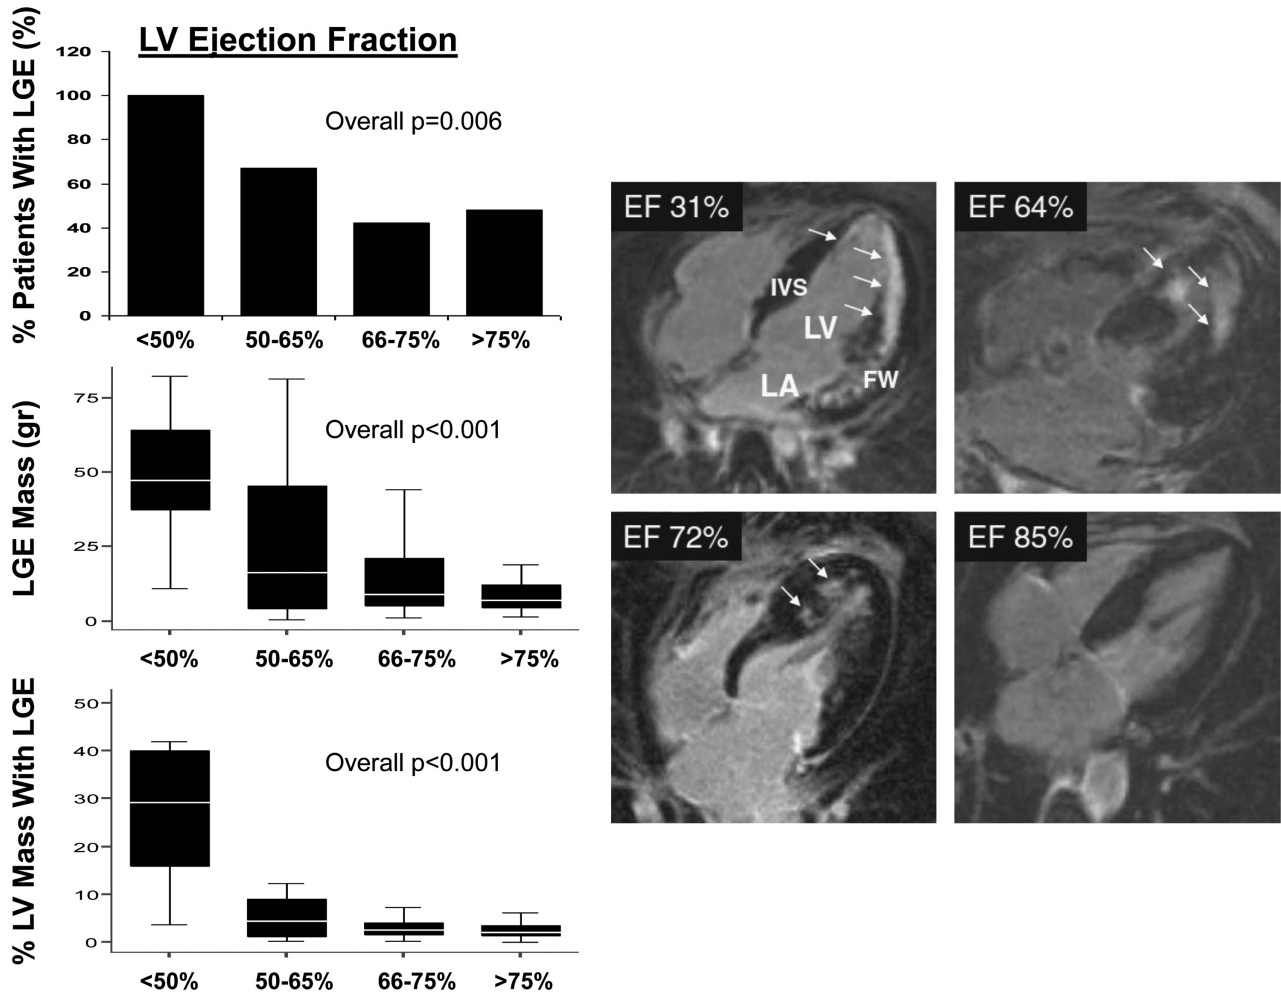 LV Ejection Fraction
% Patients With LGE (%)
120
100
80
60
40
20
0
Overall p=0.006
<50%
50-65%
66-75%
>75%
LGE Mass (gr)
75
50
25
0
Overall p<0.001
<50%
50-65%
66-75%
>75%
% LV Mass With LGE
50
40
30
20
10
0
Overall p<0.001
<50%
50-65%
66-75%
>75%
EF 31%
IVS
LV
LA
FW
EF 64%
EF 72%
EF 85%